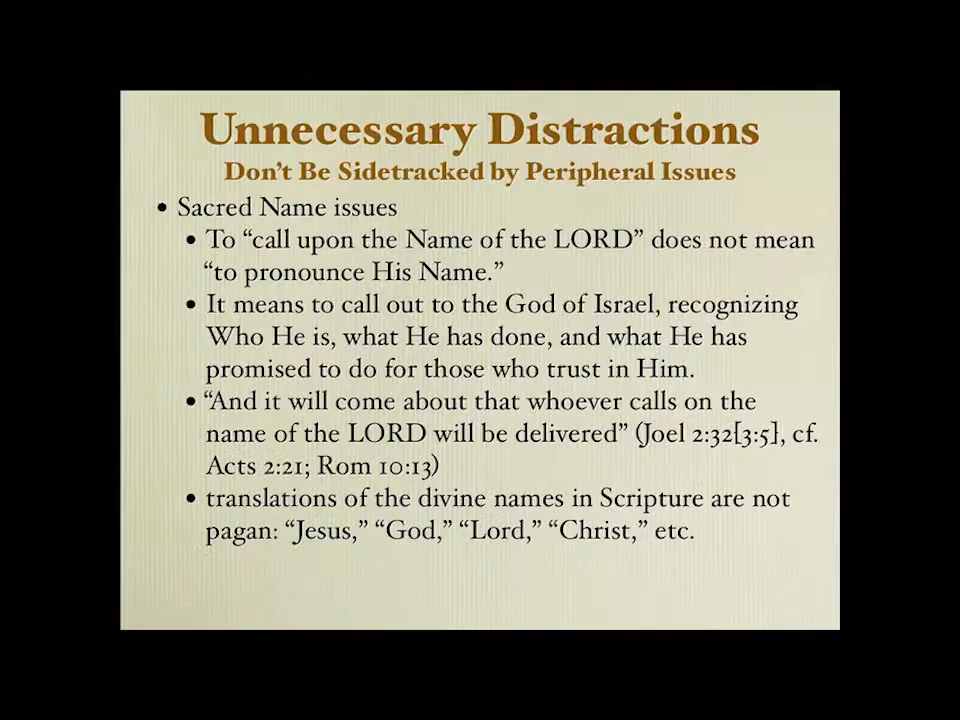 Unnecessary Distractions
Don’t Be Sidetracked by Peripheral Issues
• Sacred Name issues
• To “call upon the Name of the LORD” does not mean
“to pronounce His Name.”
• It means to call out to the God of Israel, recognizing
Who He is, what He has done, and what He has
promised to do for those who trust in Him.
• “And it will come about that whoever calls on the
name of the LORD will be delivered” (Joel 2:32[3:5], cf.
Acts 2:21; Rom 10:13)
• translations of the divine names in Scripture are not
pagan: “Jesus,” “God,” “Lord,” “Christ,” etc.